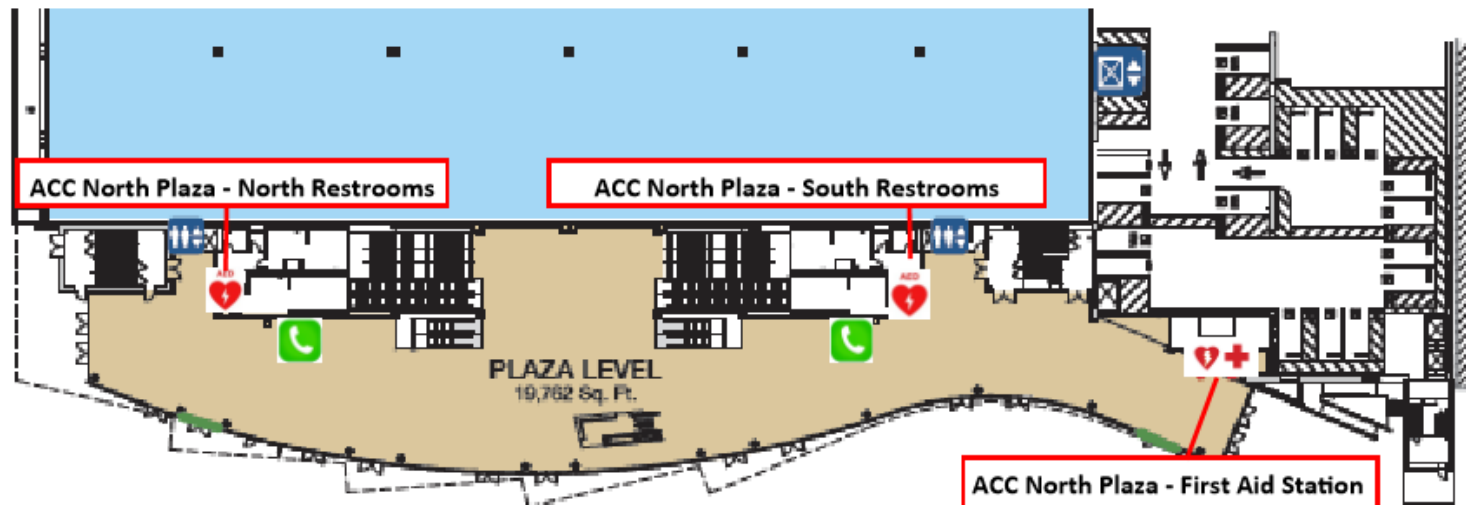 ACC North Plaza - North Restrooms
ACC North Plaza - South Restrooms
AED
AED
PLAZA LEVEL
19,762 Sq. Ft.
ACC North Plaza - First Aid Station